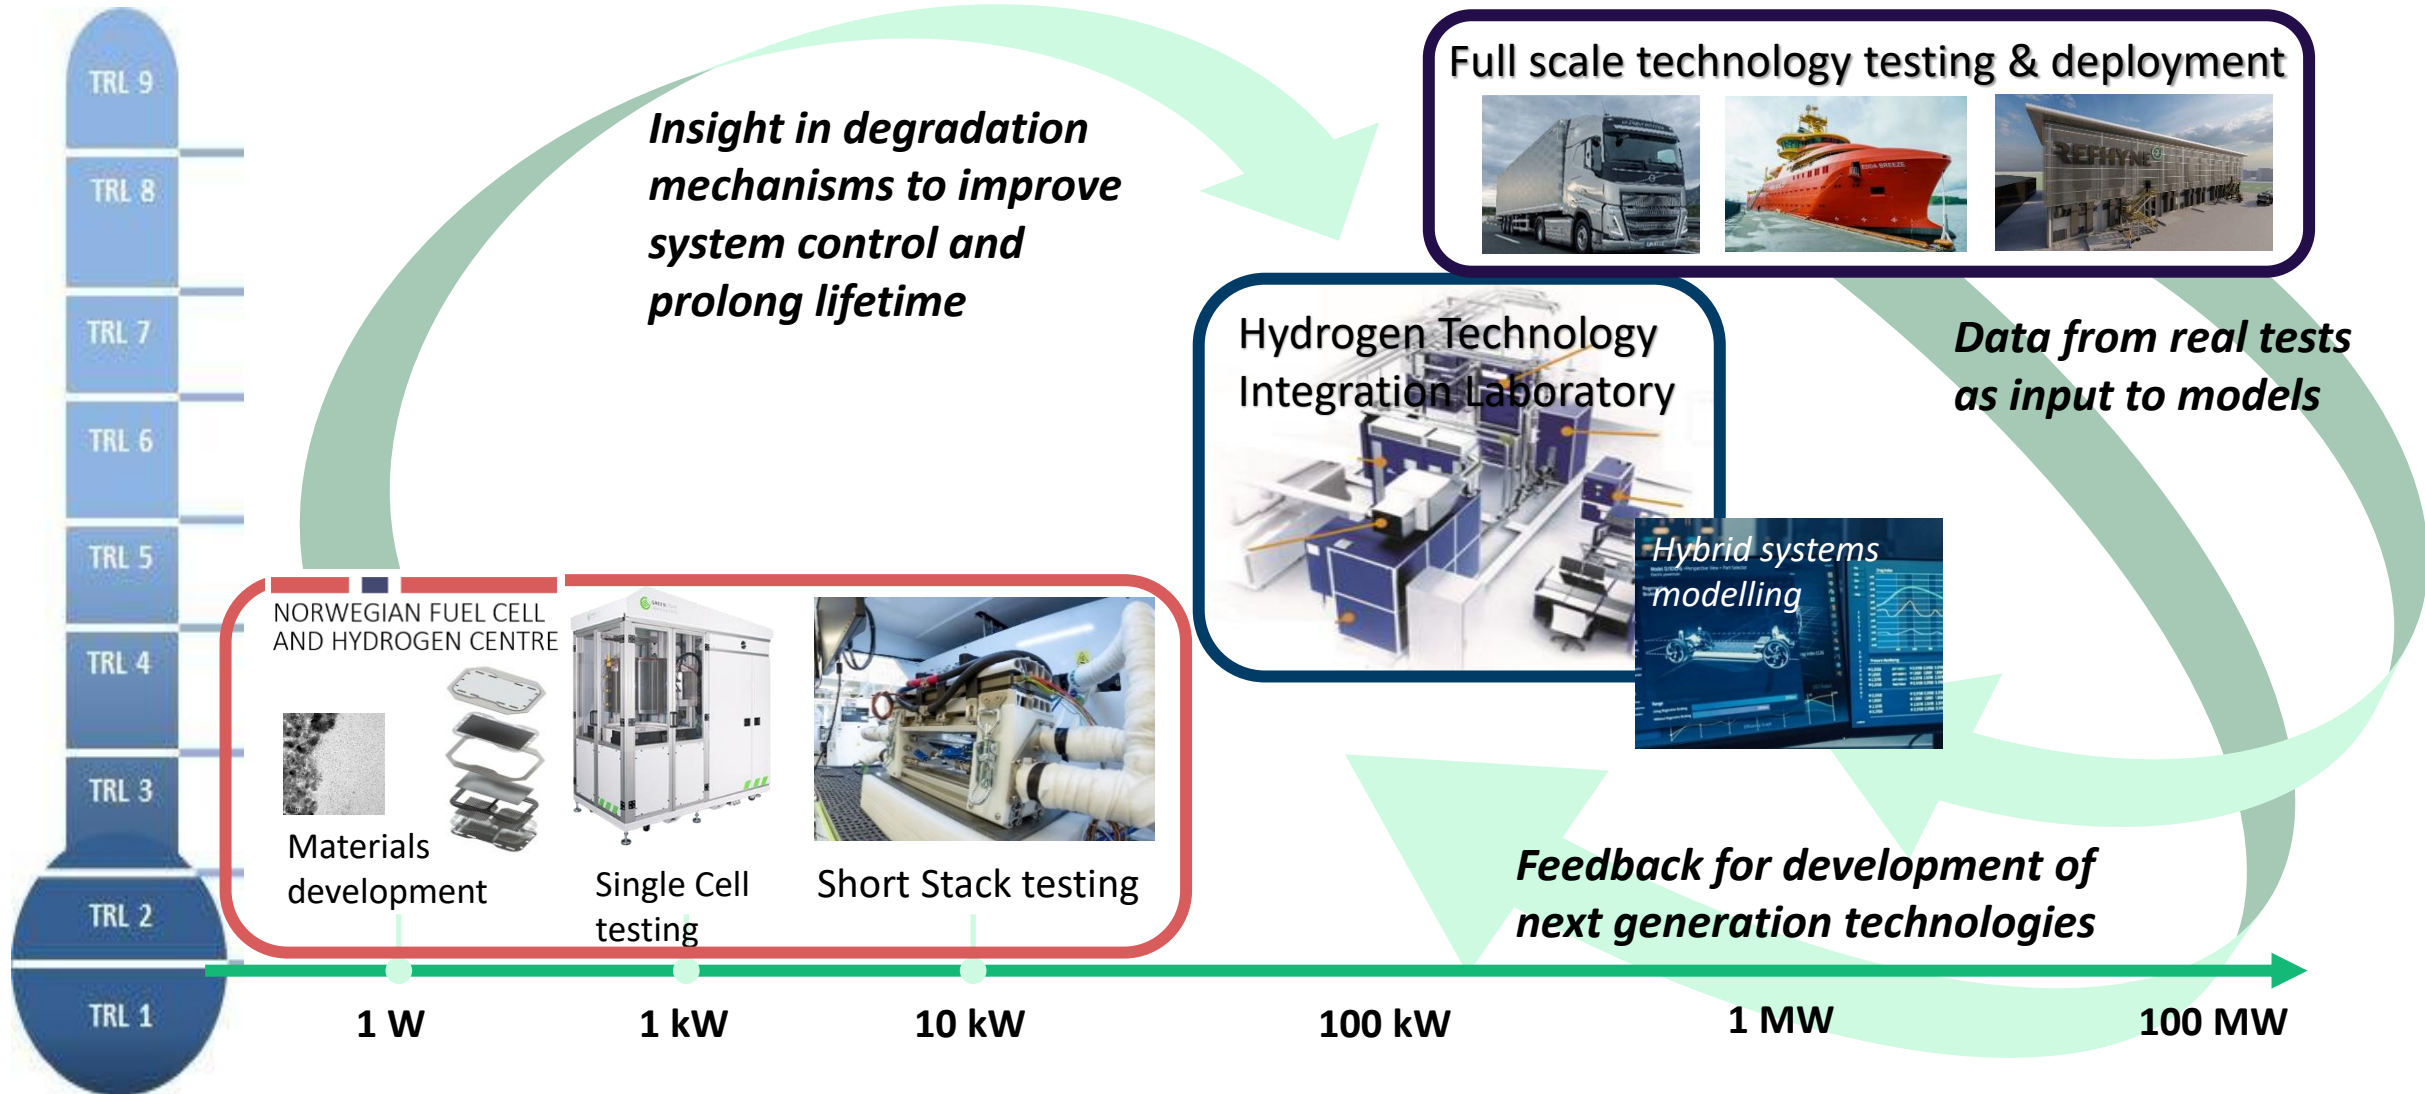 TRL 9
TRL 8
TRL 7
TRL 6
TRL 5
TRL 4
TRL 3
TRL 2
TRL 1
Insight in degradation
mechanisms to improve
system control and
prolong lifetime
Full scale technology testing & deployment
EDDA BREEZE
REFHYNE
Hydrogen Technology
Integration Laboratory
Data from real tests
as input to models
Hybrid systems
modelling
NORWEGIAN FUEL CELL
AND HYDROGEN CENTRE
Materials
development
Single Cell
testing
Short Stack testing
Feedback for development of
next generation technologies
1 W
1 kW
10 kW
100 kW
1 MW
100 MW